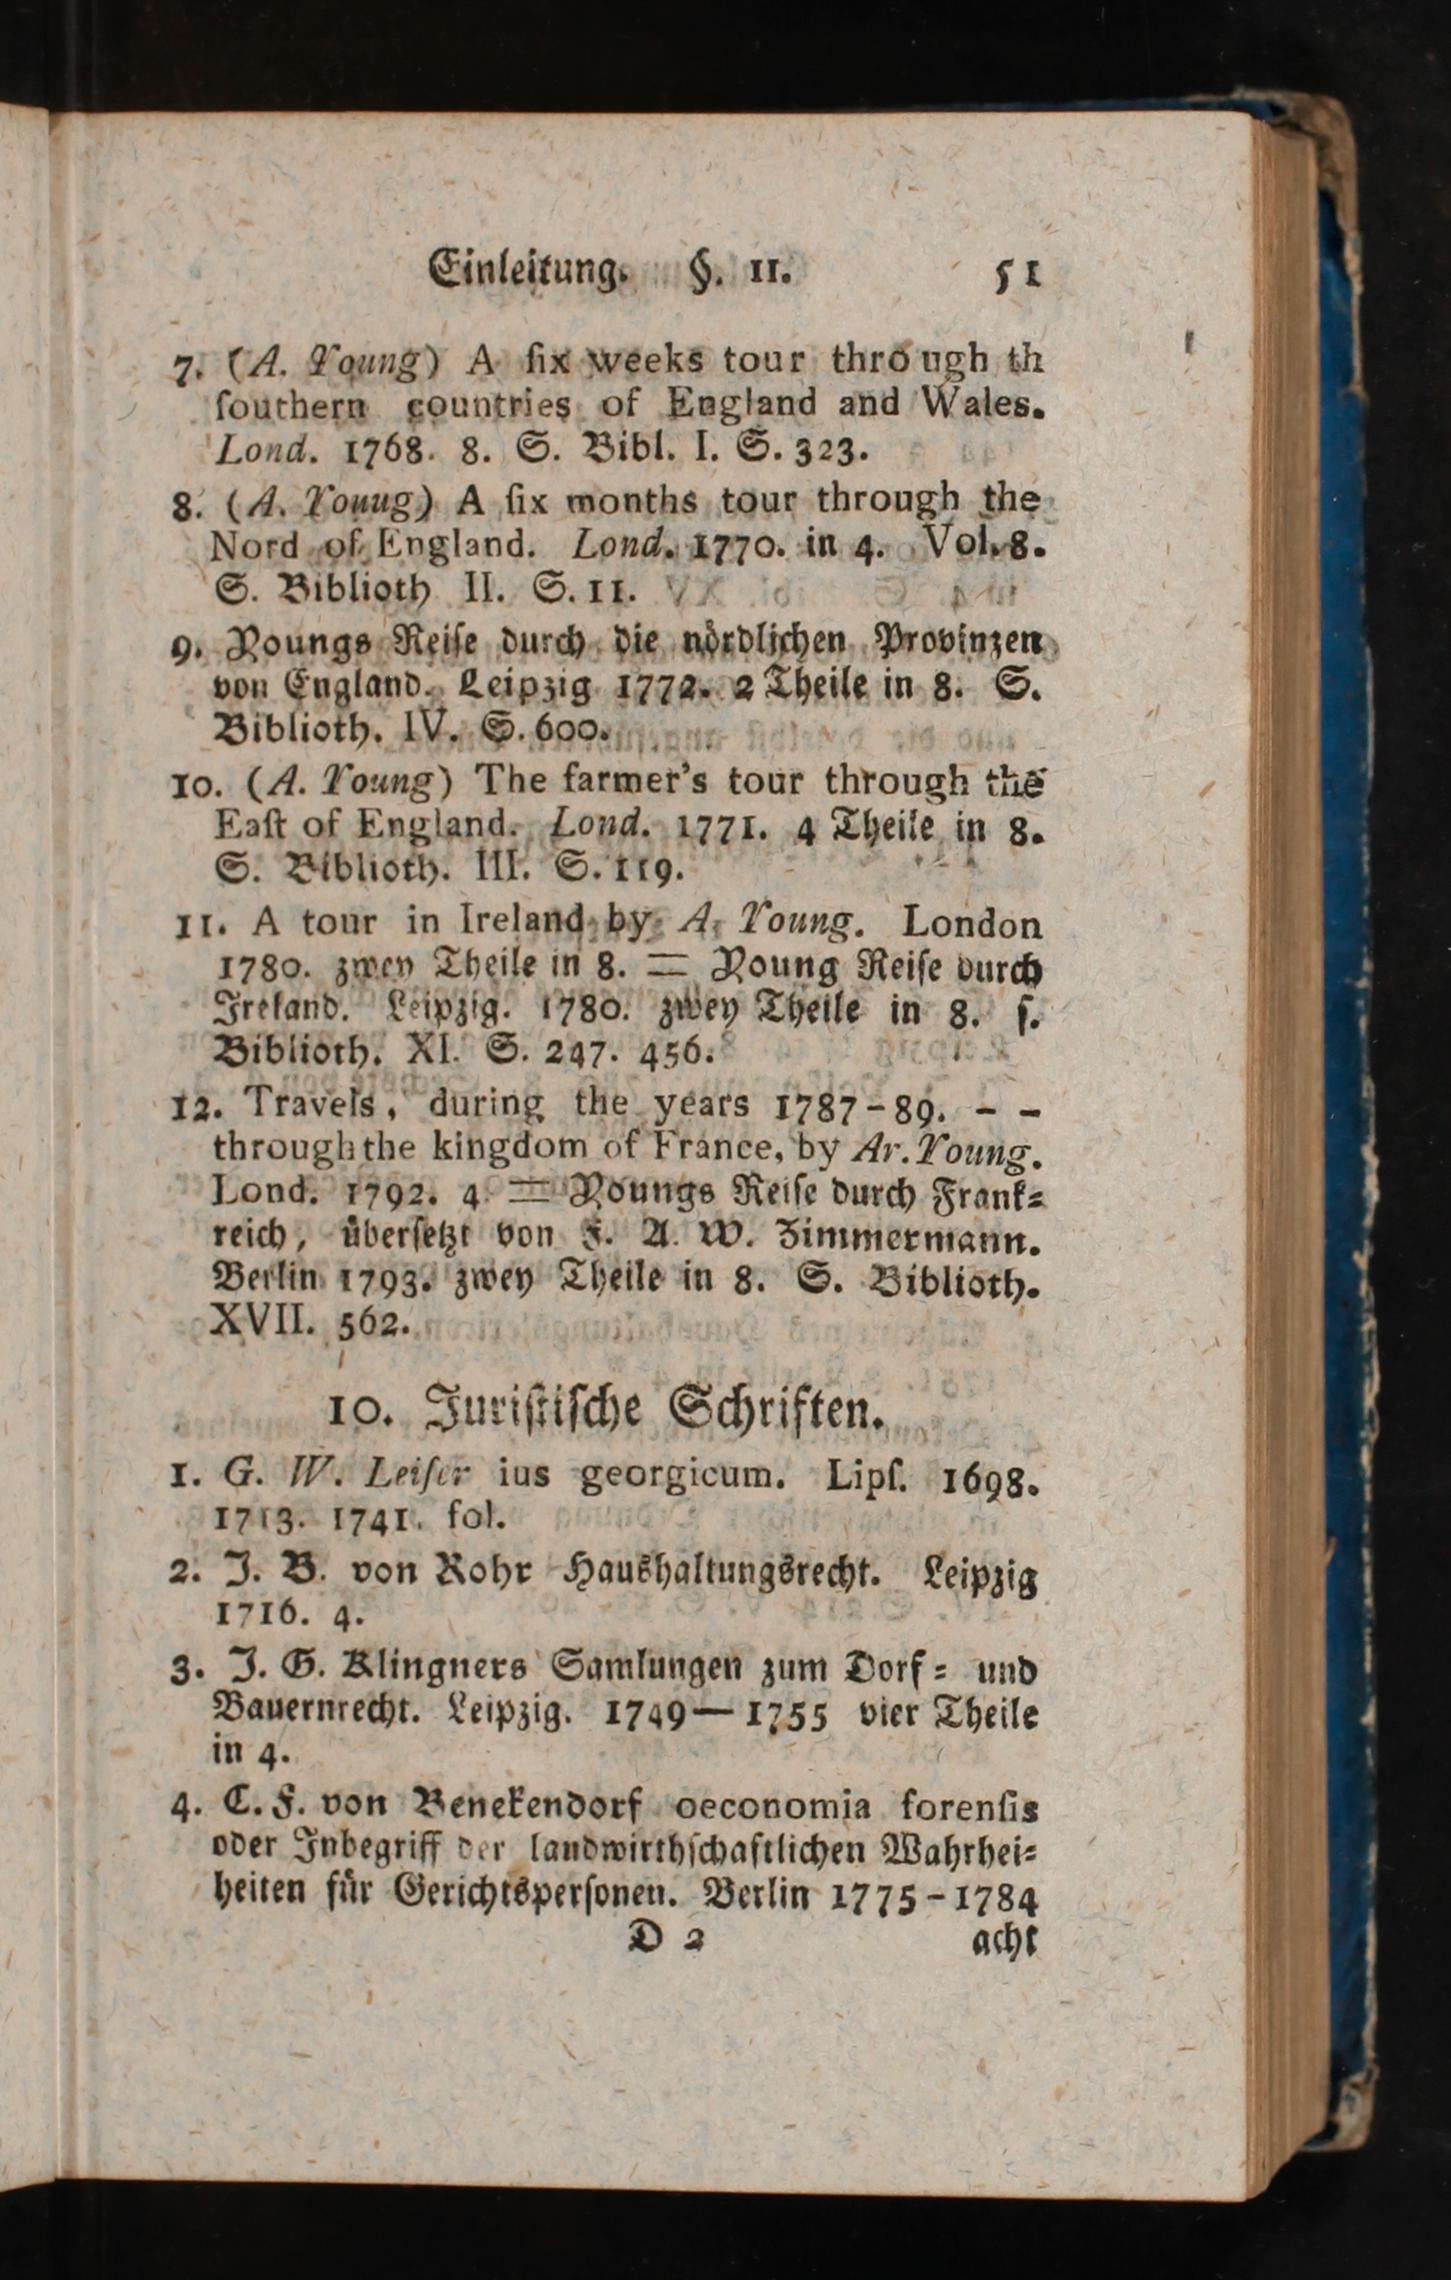 Einleitung. §. 11. 51
7. (A. Young) A ſix weeks tour thro ugh th
ſouthern countries of England and Wales.
Lond. 1768. 8. S. Bibl. I. S. 323.
8. (A. Youug) A ſix months tour through the
Nord of England. Lond. 1770. in 4. Vol. 8.
S. Biblioth II. S. 11.
9. Youngs Reiſe durch die nördlichen Provinzen
von England. Leipzig 1772. 2 Theile in 8. S.
Biblioth. IV. S. 600.
10. (A. Young) The farmer's tour through the
Eaſt of England. Lond. 1771. 4 Theile in 8.
S. Biblioth. III. S. 119.
11. A tour in Ireland by A. Young. London
1780. zwey Theile in 8. = Young Reiſe durch
Ireland. Leipzig. 1780. zwey Theile in 8. ſ.
Biblioth. XI. S. 247. 456.
12. Travels, during the years 1787-89. - -
through the kingdom of France, by Ar. Young.
Lond. 1792. 4 = Youngs Reiſe durch Frank-
reich, überſetzt von F. A. W. Zimmermann.
Berlin 1793. zwey Theile in 8. S. Biblioth.
XVII. 562.
10. Juriſtiſche Schriften.
1. G. W. Leiſer ius georgicum. Lipſ. 1698.
1713. 1741. fol.
2. J. B. von Rohr Haushaltungsrecht. Leipzig
1716. 4.
3. J. G. Klingners Samlungen zum Dorf- und
Bauernrecht. Leipzig. 1749—1755 vier Theile
in 4.
4. C. F. von Benekendorf oeconomia forenſis
oder Inbegriff der landwirthſchaftlichen Wahrhei-
heiten für Gerichtsperſonen. Berlin 1775-1784
D 2 acht